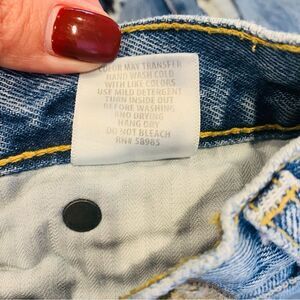 COLOR MAY TRANSFER
HAND WASH COLD
WITH LIKE COLORS
USE MILD DETERGENT
TURN INSIDE OUT
BEFORE WASHING
AND DRYING
HANG DRY
DO NOT BLEACH
RN# 58985